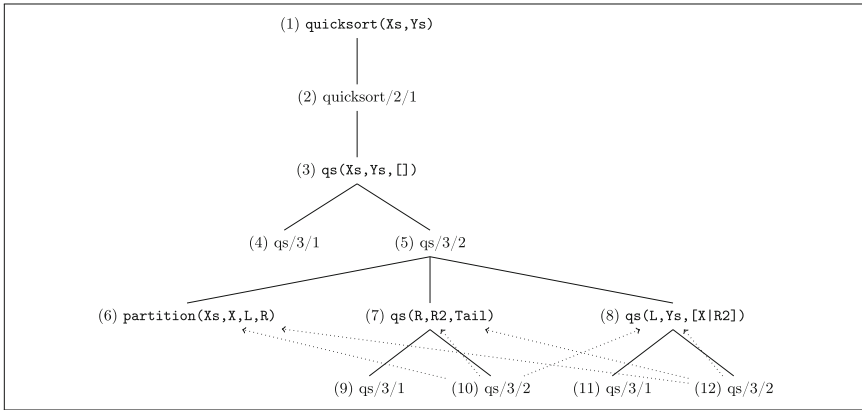 (1) quicksort(Xs,Ys)
(2) quicksort/2/1
(3) qs(Xs,Ys,[])
(4) qs/3/1 (5) qs/3/2
(6) partition(Xs,X,L,R) (7) qs(R,R2,Tail) (8) qs(L,Ys,[X|R2])
(9) qs/3/1 (10) qs/3/2 (11) qs/3/1 (12) qs/3/2